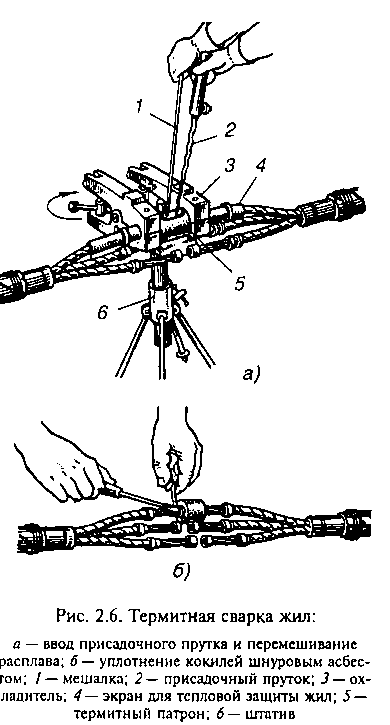 1
2
3
4
5
6
а)
б)
Рис. 2.6. Термитная сварка жил:
а — ввод присадочного прутка и перемешивание
расплава; б — уплотнение кокилей шнуровым асбес-
том; 1 — мешалка; 2 — присадочный пруток; 3 — ох-
ладитель; 4 — экран для тепловой защиты жил; 5 —
термитный патрон; 6 — штатив